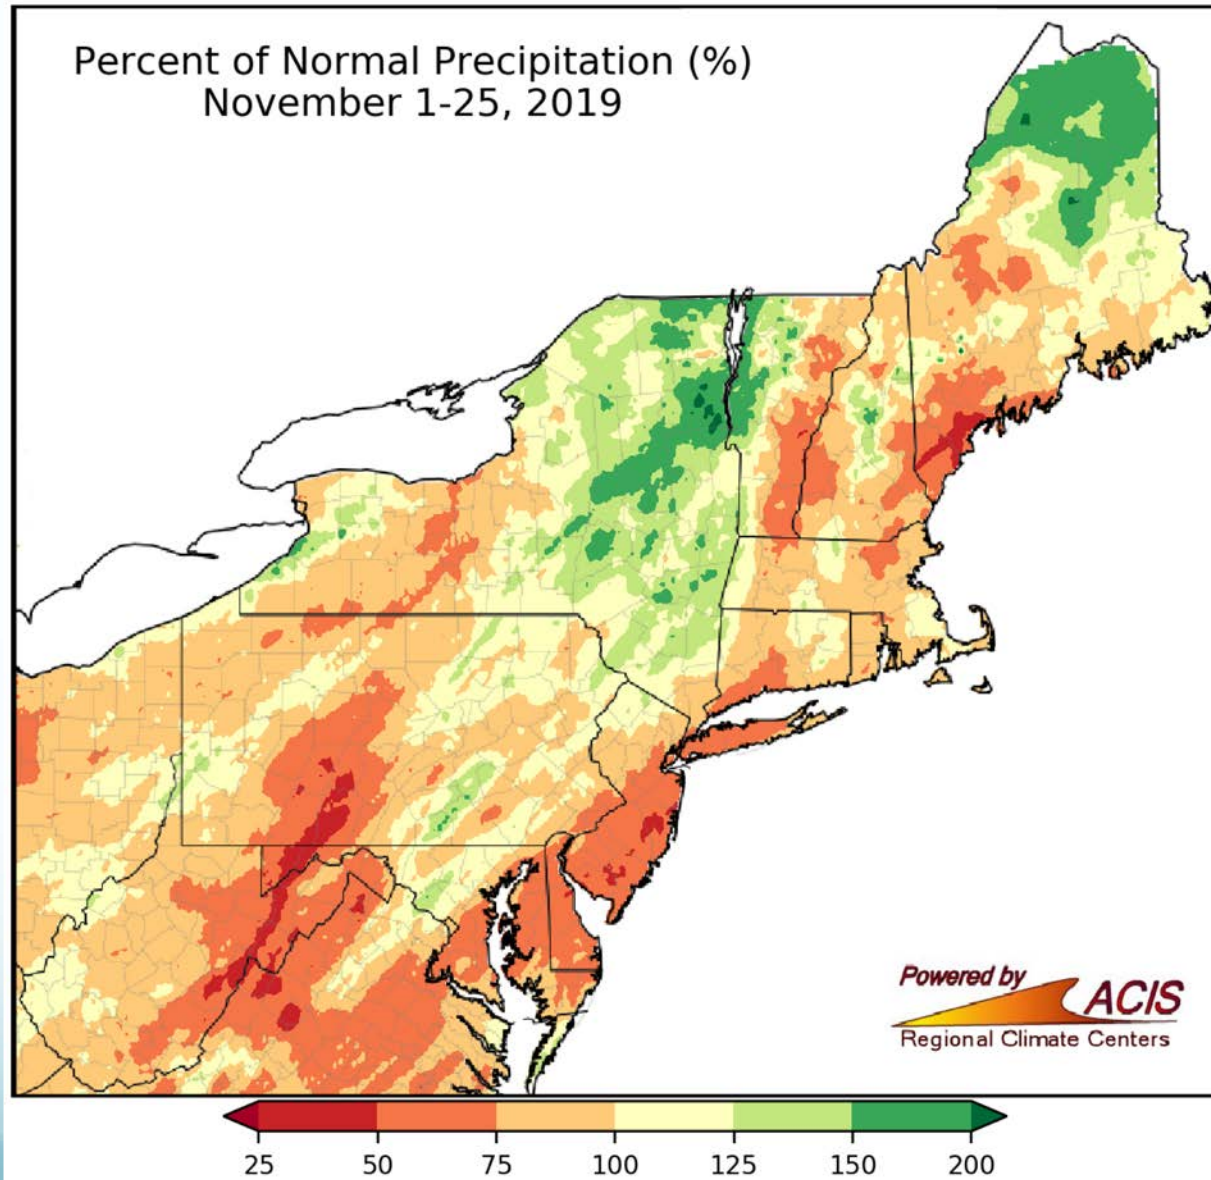 Percent of Normal Precipitation (%)
November 1-25, 2019
Powered by
ACIS
Regional Climate Centers
25 50 75 100 125 150 200